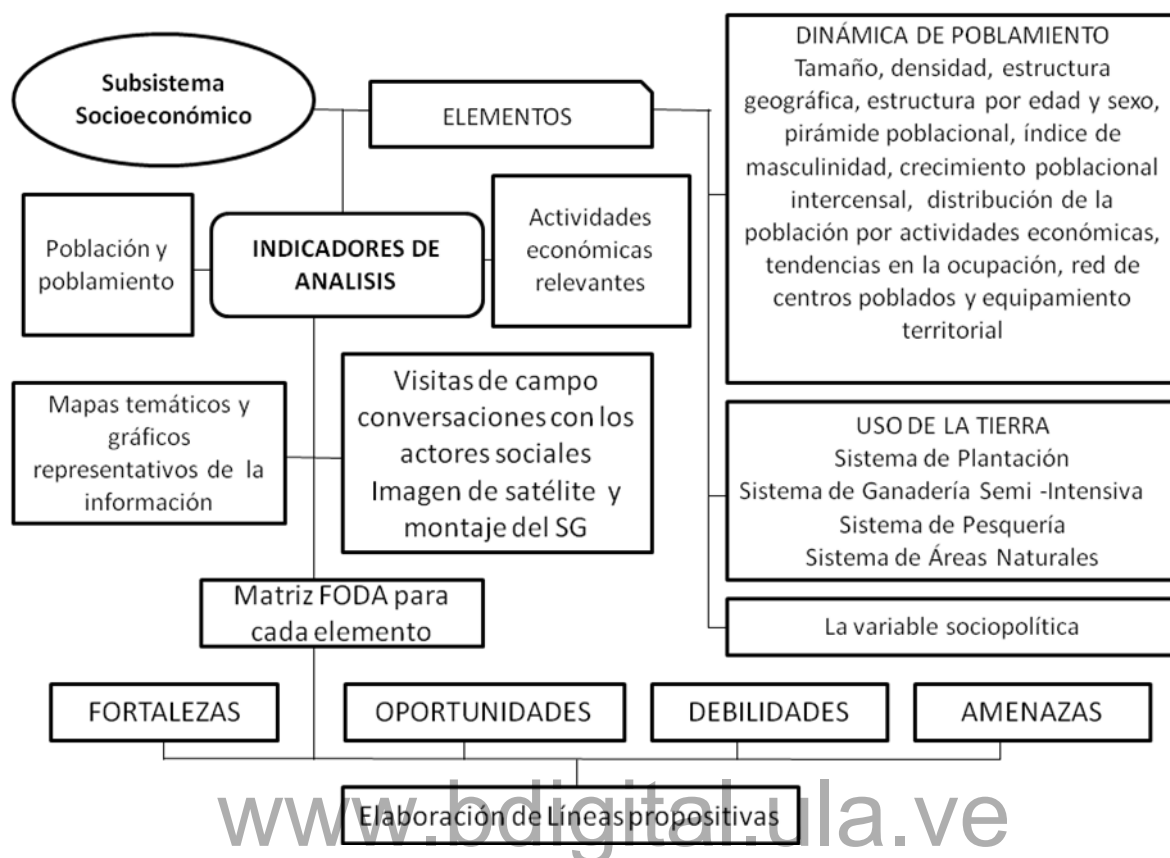 Subsistema
Socioeconómico
ELEMENTOS
DINÁMICA DE POBLAMIENTO
Tamaño, densidad, estructura
geográfica, estructura por edad y sexo,
pirámide poblacional, índice de
masculinidad, crecimiento poblacional
intercensal, distribución de la
población por actividades económicas,
tendencias en la ocupación, red de
centros poblados y equipamiento
territorial
Población y
poblamiento
INDICADORES DE
ANALISIS
Actividades
económicas
relevantes
Mapas temáticos y
gráficos
representativos de la
información
Visitas de campo
conversaciones con los
actores sociales
Imagen de satélite y
montaje del SG
USO DE LA TIERRA
Sistema de Plantación
Sistema de Ganadería Semi -Intensiva
Sistema de Pesquería
Sistema de Áreas Naturales
Matriz FODA para
cada elemento
La variable sociopolítica
FORTALEZAS
OPORTUNIDADES
DEBILIDADES
AMENAZAS
Elaboración de Líneas propositivas
www.bdigital.ula.ve